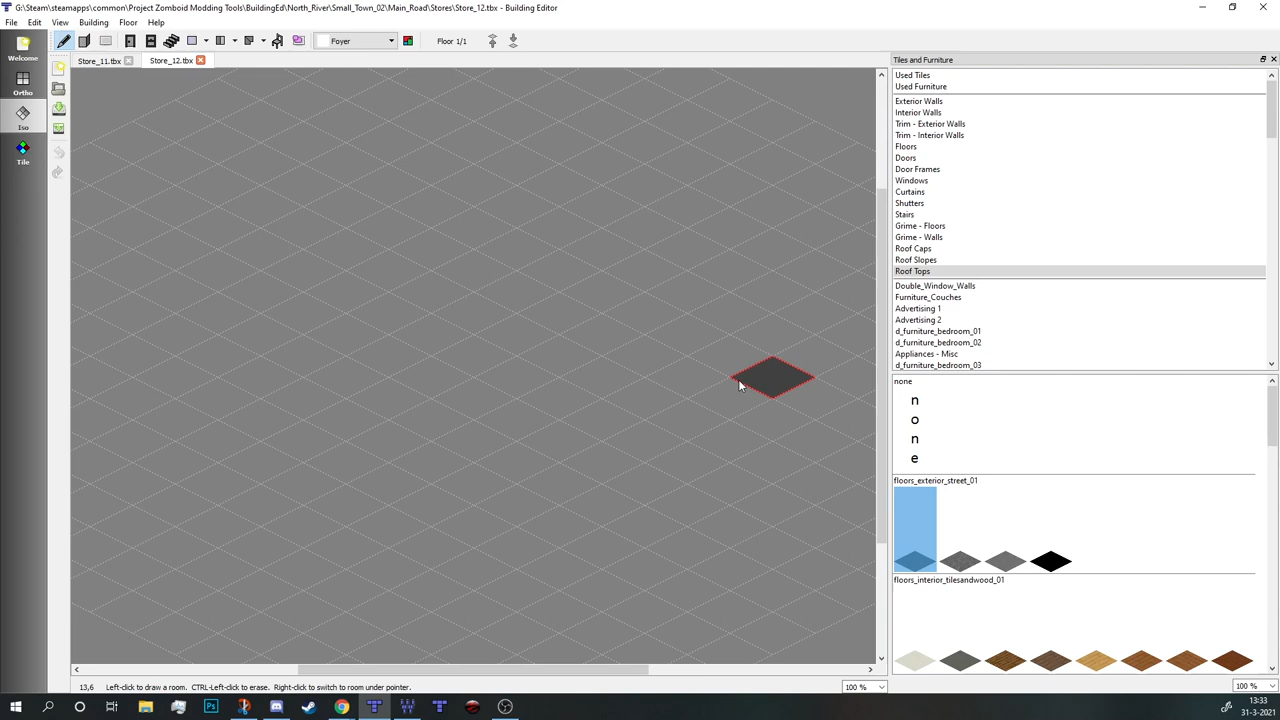 G:\Steam\steamapps\common\Project Zomboid Modding Tools\BuildingEd\North_River\Small_Town_02\Main_Road\Stores\Store_12.tbx - Building Editor
File Edit View Building Floor Help
Welcome
Ortho
Iso
Tile
Foyer
Floor 1/1
Store_11.tbx
Store_12.tbx
Tiles and Furniture
Used Tiles
Used Furniture
Exterior Walls
Interior Walls
Trim - Exterior Walls
Trim - Interior Walls
Floors
Doors
Door Frames
Windows
Curtains
Shutters
Stairs
Grime - Floors
Grime - Walls
Roof Caps
Roof Slopes
Roof Tops
Double_Window_Walls
Furniture_Couches
Advertising 1
Advertising 2
d_furniture_bedroom_01
d_furniture_bedroom_02
Appliances - Misc
d_furniture_bedroom_03
none
n
o
n
e
floors_exterior_street_01
floors_interior_tilesandwood_01
13,6 Left-click to draw a room. CTRL-Left-click to erase. Right-click to switch to room under pointer.
100 %
100 %
13:33
31-3-2021